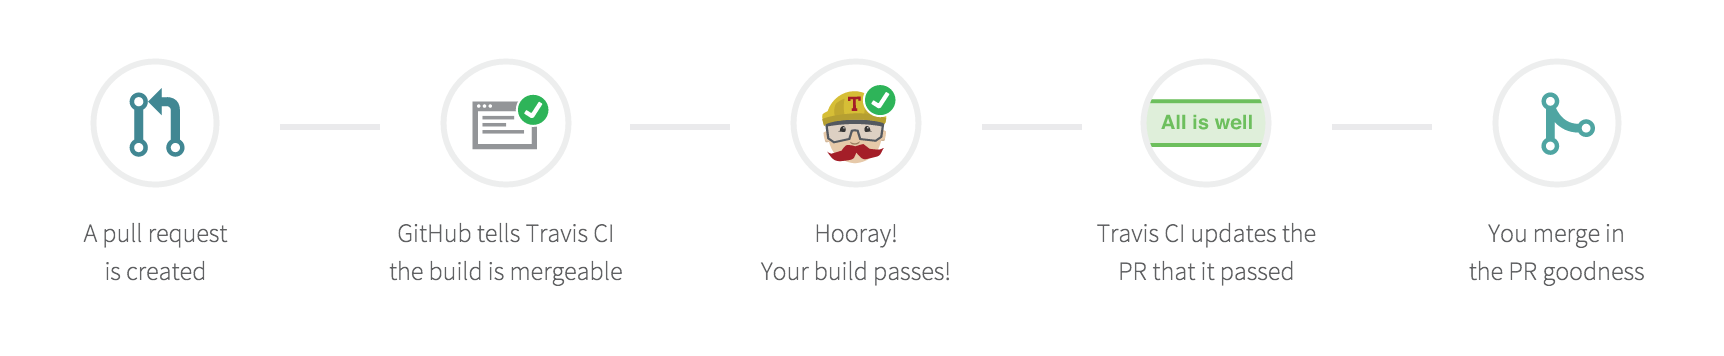 T
All is well
A pull request
is created
GitHub tells Travis CI
the build is mergeable
Hooray!
Your build passes!
Travis CI updates the
PR that it passed
You merge in
the PR goodness